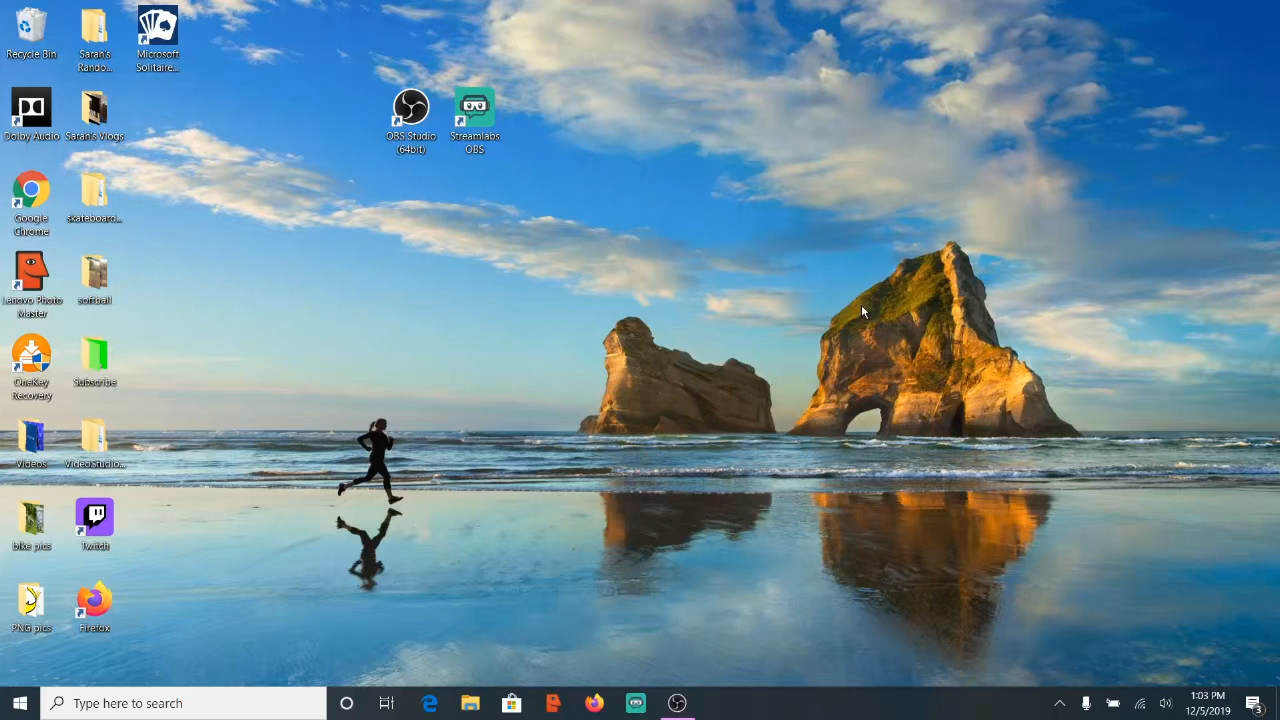 Recycle Bin
Sarah's
Rando...
Microsoft
Solitaire...
Dolby Audio
Sarah's Vlogs
OBS Studio
(64bit)
Streamlabs
OBS
Google
Chrome
skateboard...
Lenovo Photo
Master
softball
OneKey
Recovery
Subscribe
Videos
VideoStudio...
bike pics
Twitch
PNG pics
Firefox
Type here to search
1:03 PM
12/5/2019
3